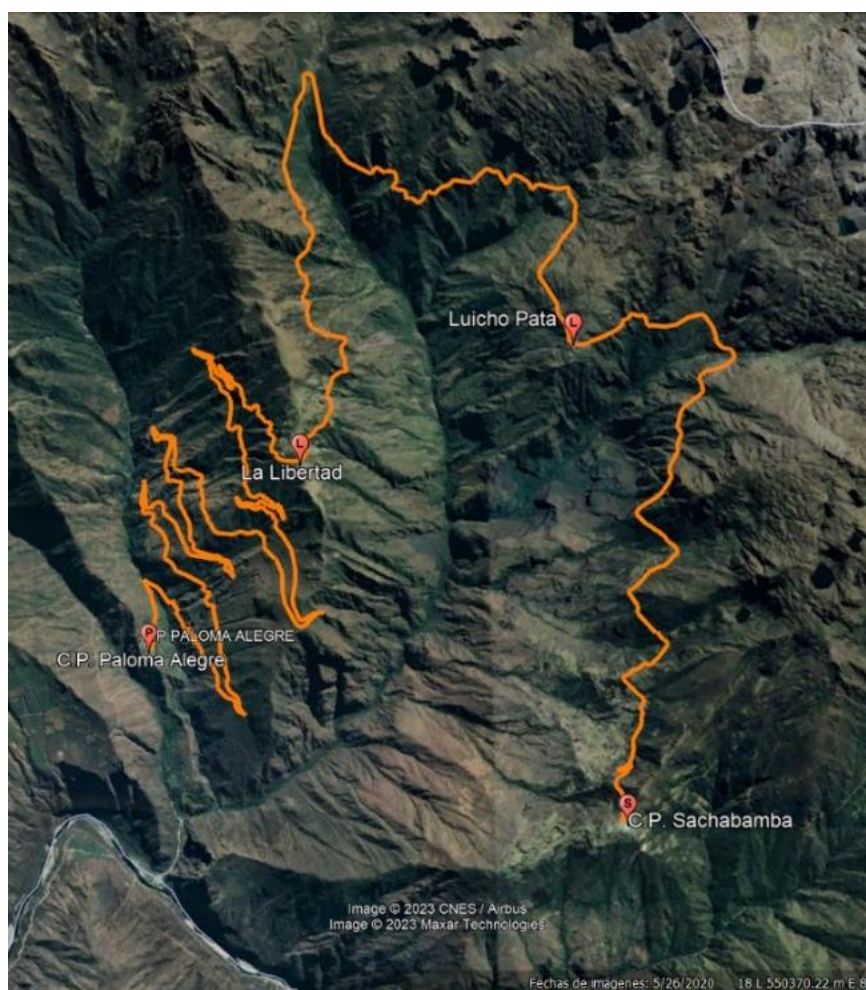 L
Luicho Pata
L
La Libertad
P
P PALOMA ALEGRE
C.P. Paloma Alegre
S
C.P. Sachabamba
Image © 2023 CNES / Airbus
Image © 2023 Maxar Technologies
Fechas de imágenes: 5/26/2020 18 L 550370.22 m E